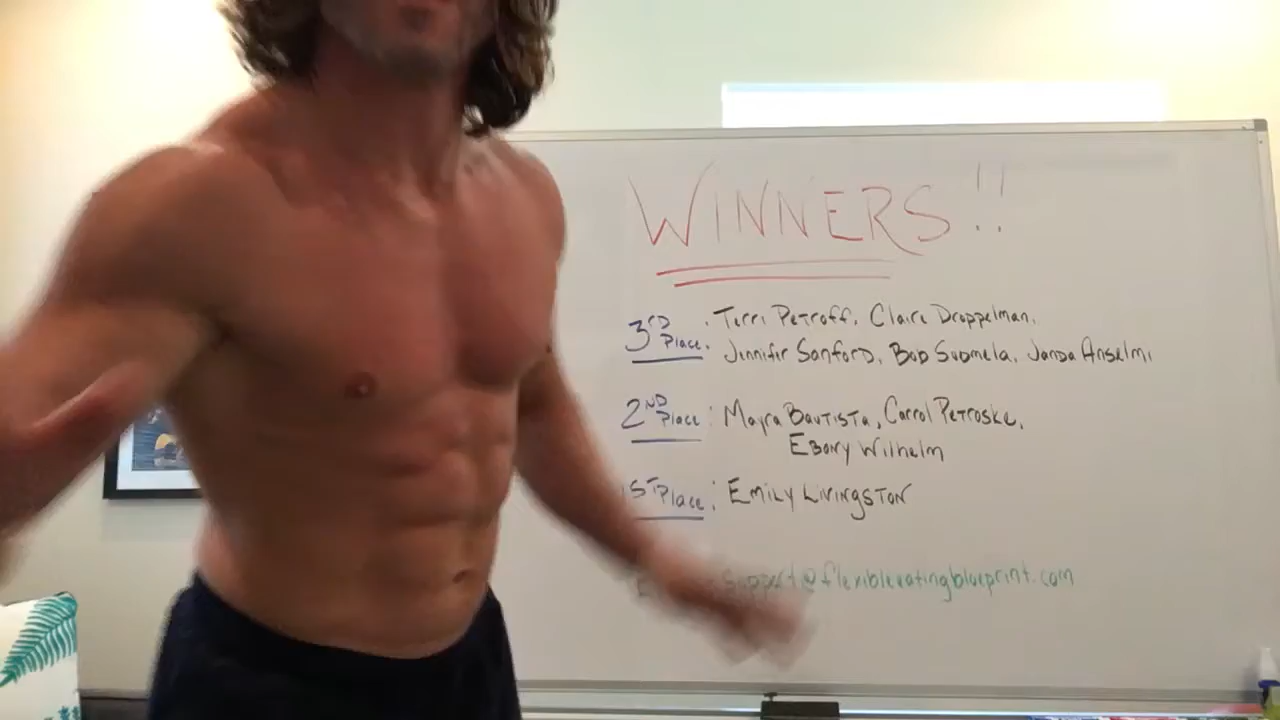 WINNERS!!
3RD Place. : Terri Petroff, Claire Droppelman,
Jennifer Sanford, Bob Suomela, Janda Anselmi
2ND Place : Mayra Bautista, Carrol Petroske,
Ebony Wilhelm
1ST Place : Emily Livingston
support@flexibleeatingblueprint.com